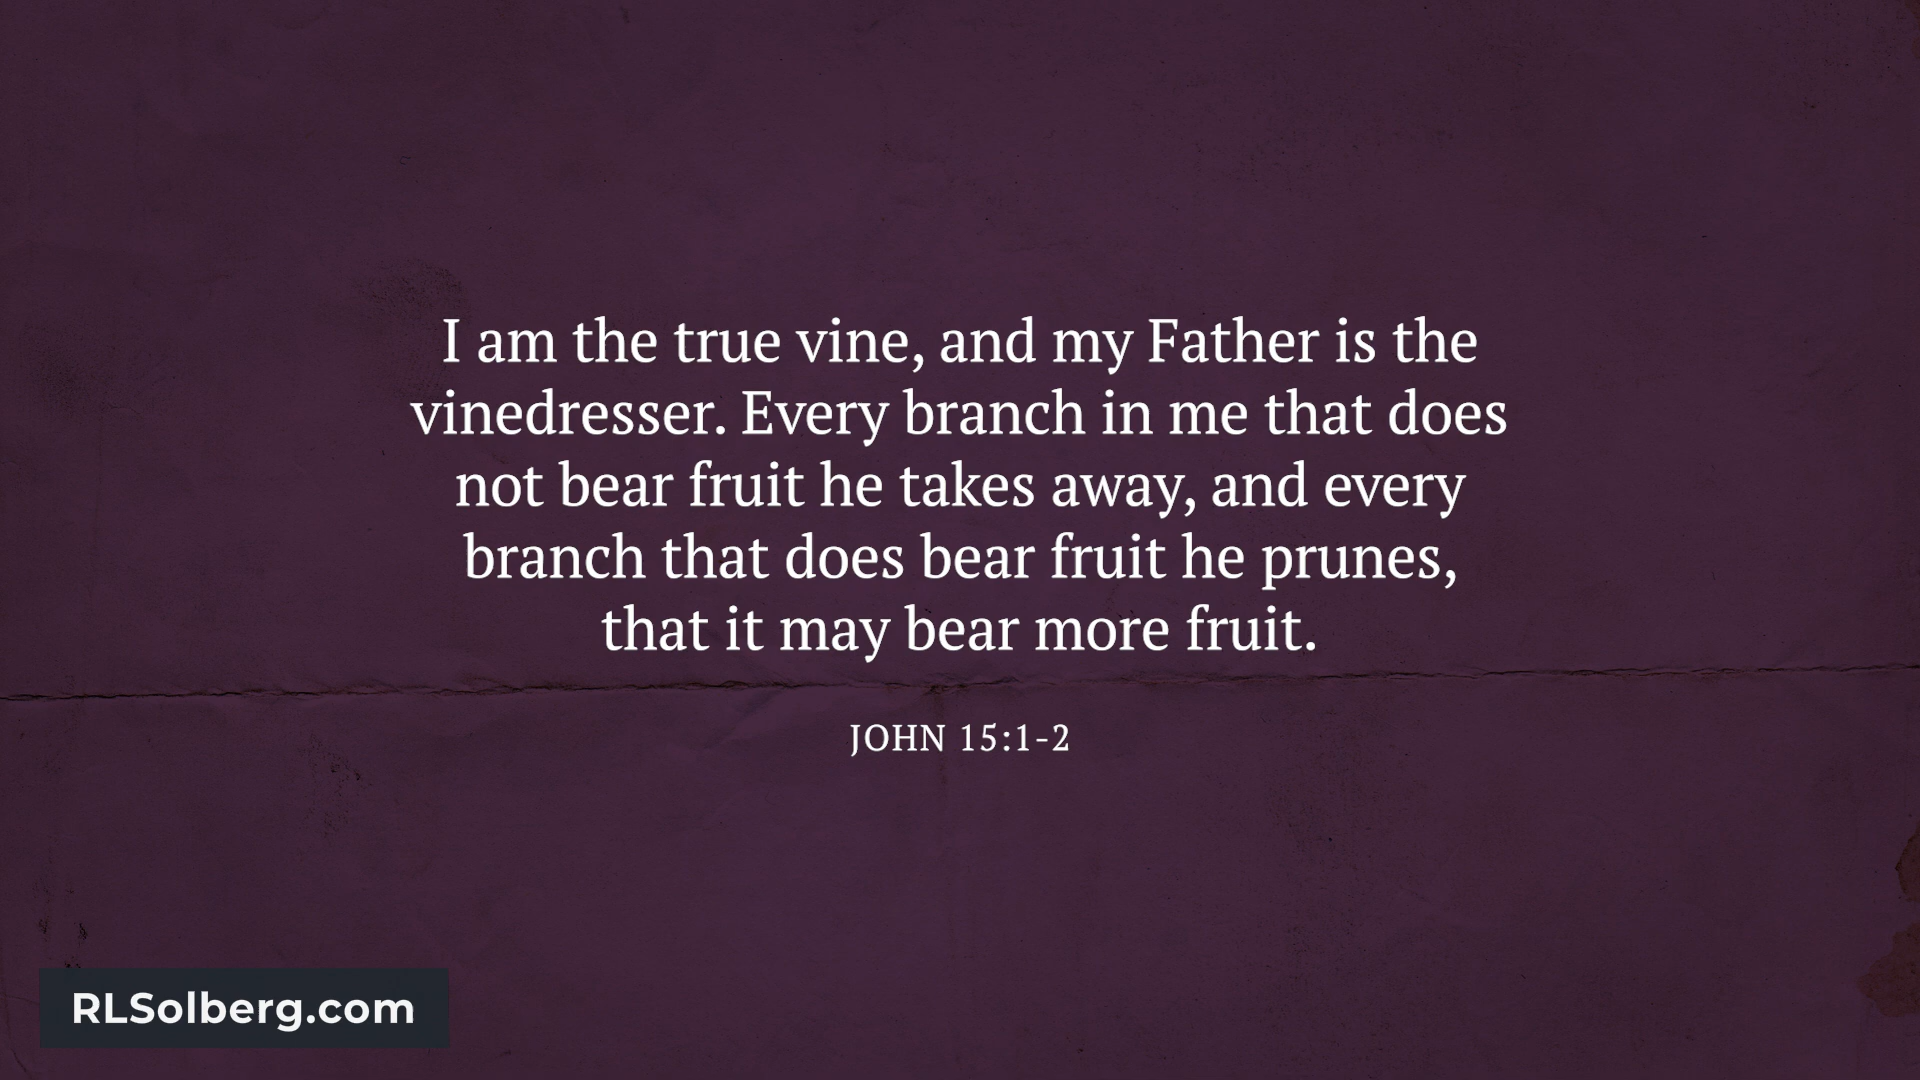 I am the true vine, and my Father is the
vinedresser. Every branch in me that does
not bear fruit he takes away, and every
branch that does bear fruit he prunes,
that it may bear more fruit.
JOHN 15:1-2
RLSolberg.com